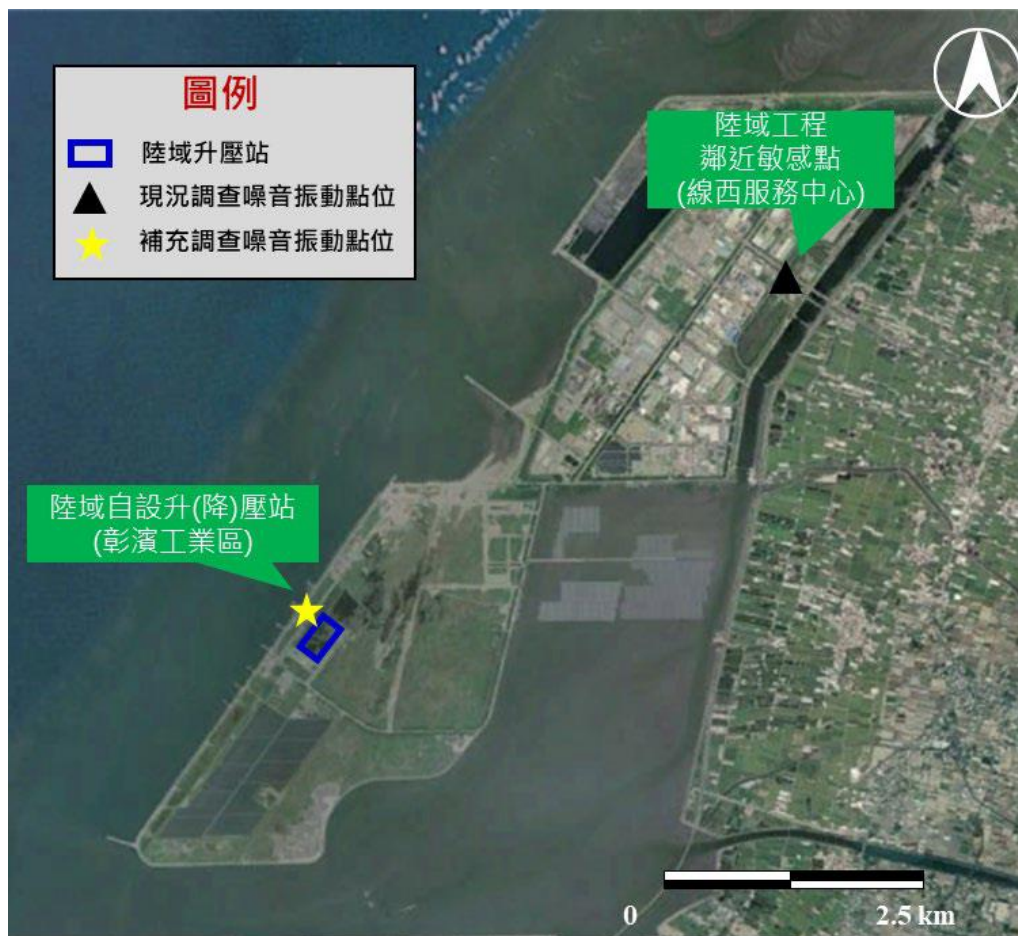 圖例
陸域升壓站
現況調查噪音振動點位
補充調查噪音振動點位
陸域工程
鄰近敏感點
(線西服務中心)
陸域自設升(降)壓站
(彰濱工業區)
0
2.5 km